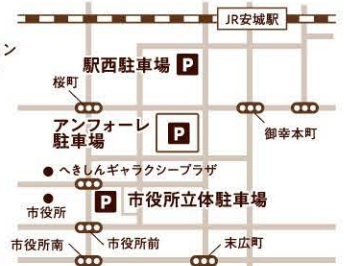 JR安城駅
ン
駅西駐車場 P
桜町
アンフォーレ
駐車場
P
御幸本町
へきしんギャラクシープラザ
市役所
P 市役所立体駐車場
市役所南
市役所前
末広町